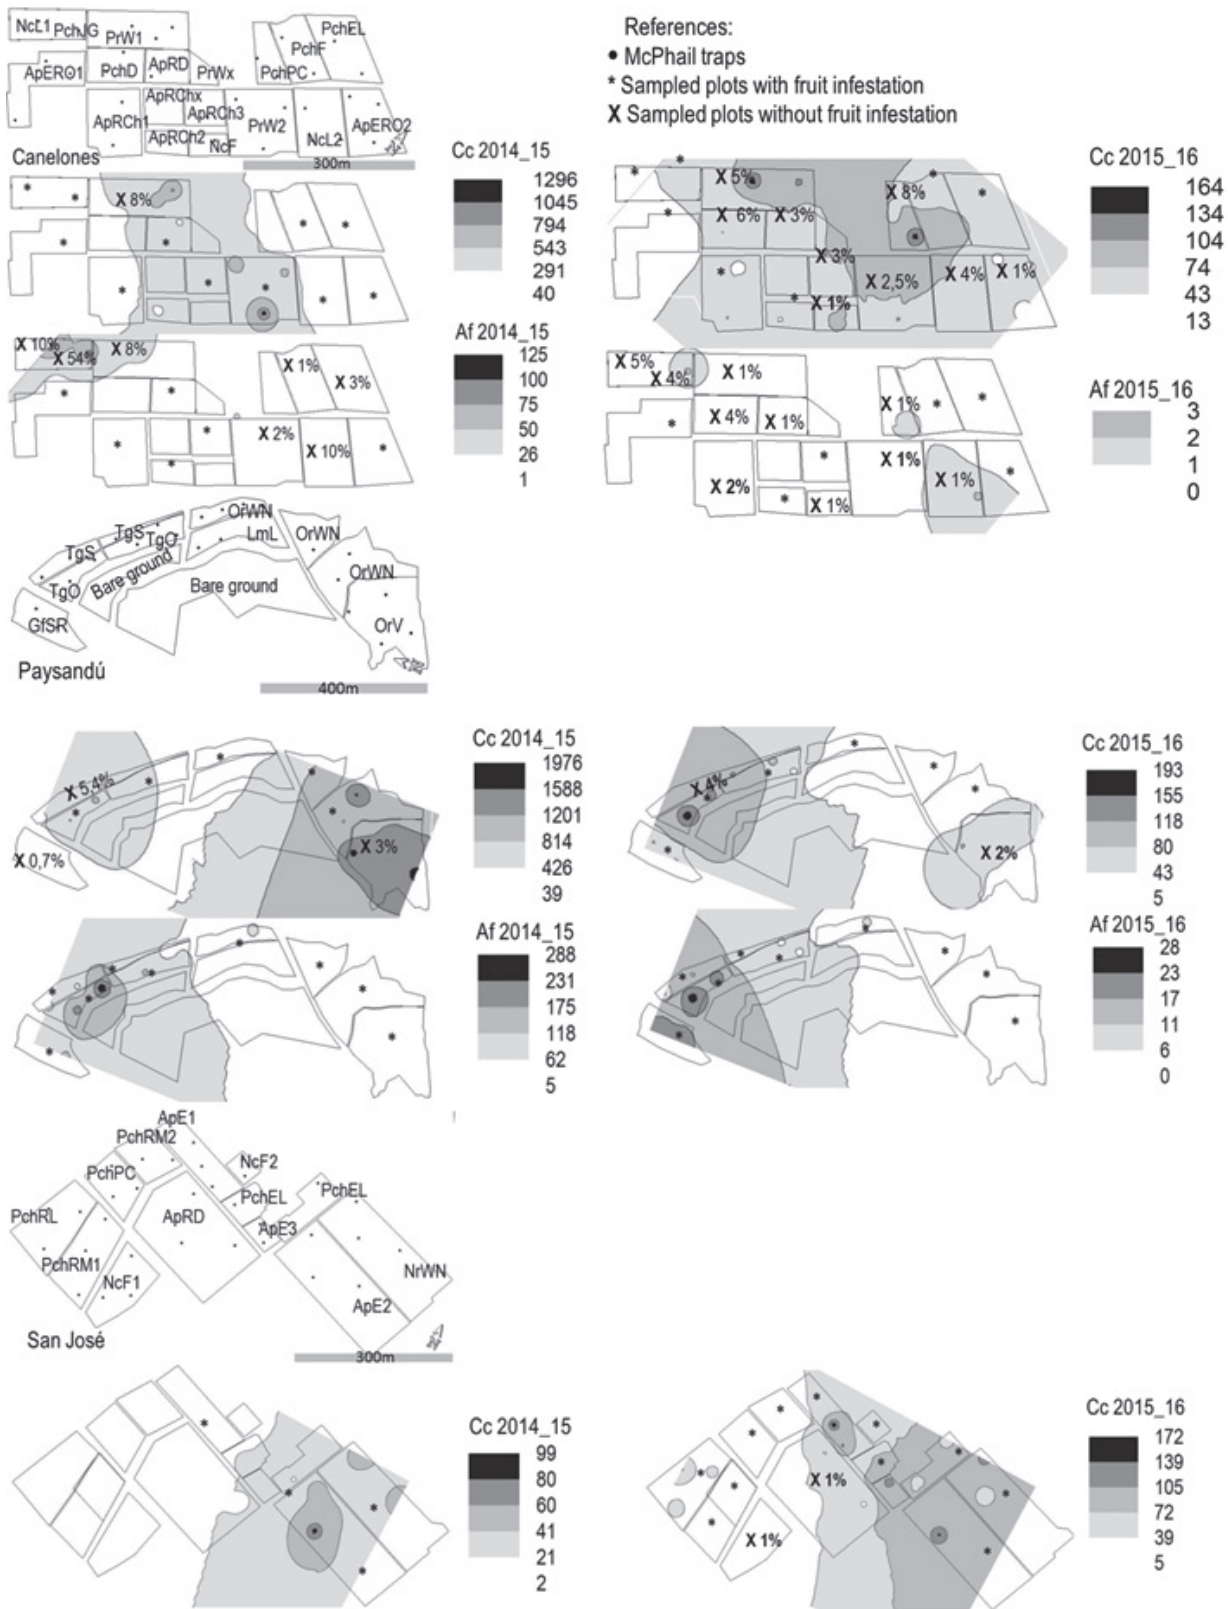 References:
• McPhail traps
* Sampled plots with fruit infestation
X Sampled plots without fruit infestation
NcL1 PchJG PrW1
PchEL
PchF
PchPC
ApERO1 PchD ApRD PrWx
ApRChx
ApRCh1 ApRCh3
ApRCh2 NcF PrW2 NcL2 ApERO2
Canelones
300m
Cc 2014_15
1296
1045
794
543
291
40
X 8%
Cc 2015_16
164
134
104
74
43
13
X 5%
X 8%
X 6% X 3%
X 3%
X 2,5% X 4% X 1%
X 1%
Af 2014_15
125
100
75
50
26
1
X 10% X 8%
X 54%
X 1%
X 3%
X 2%
X 10%
Af 2015_16
3
2
1
0
X 5%
X 4% X 1%
X 1%
X 4% X 1%
X 1%
X 2% X 1%
X 1%
OrWN
TgS TgO LmL OrWN
TgS
TgO Bare ground Bare ground OrWN
GfSR OrV
Paysandú
400m
Cc 2014_15
1976
1588
1201
814
426
39
X 5,4%
X 0,7%
X 3%
Cc 2015_16
193
155
118
80
43
5
X 4%
X 2%
Af 2014_15
288
231
175
118
62
5
Af 2015_16
28
23
17
11
6
0
ApE1
PchRM2
PchPC NcF2
PchEL PchEL
PchRL ApRD ApE3
PchRM1
NcF1 NrWN
ApE2
San José
300m
Cc 2014_15
99
80
60
41
21
2
Cc 2015_16
172
139
105
72
39
5
X 1%
X 1%